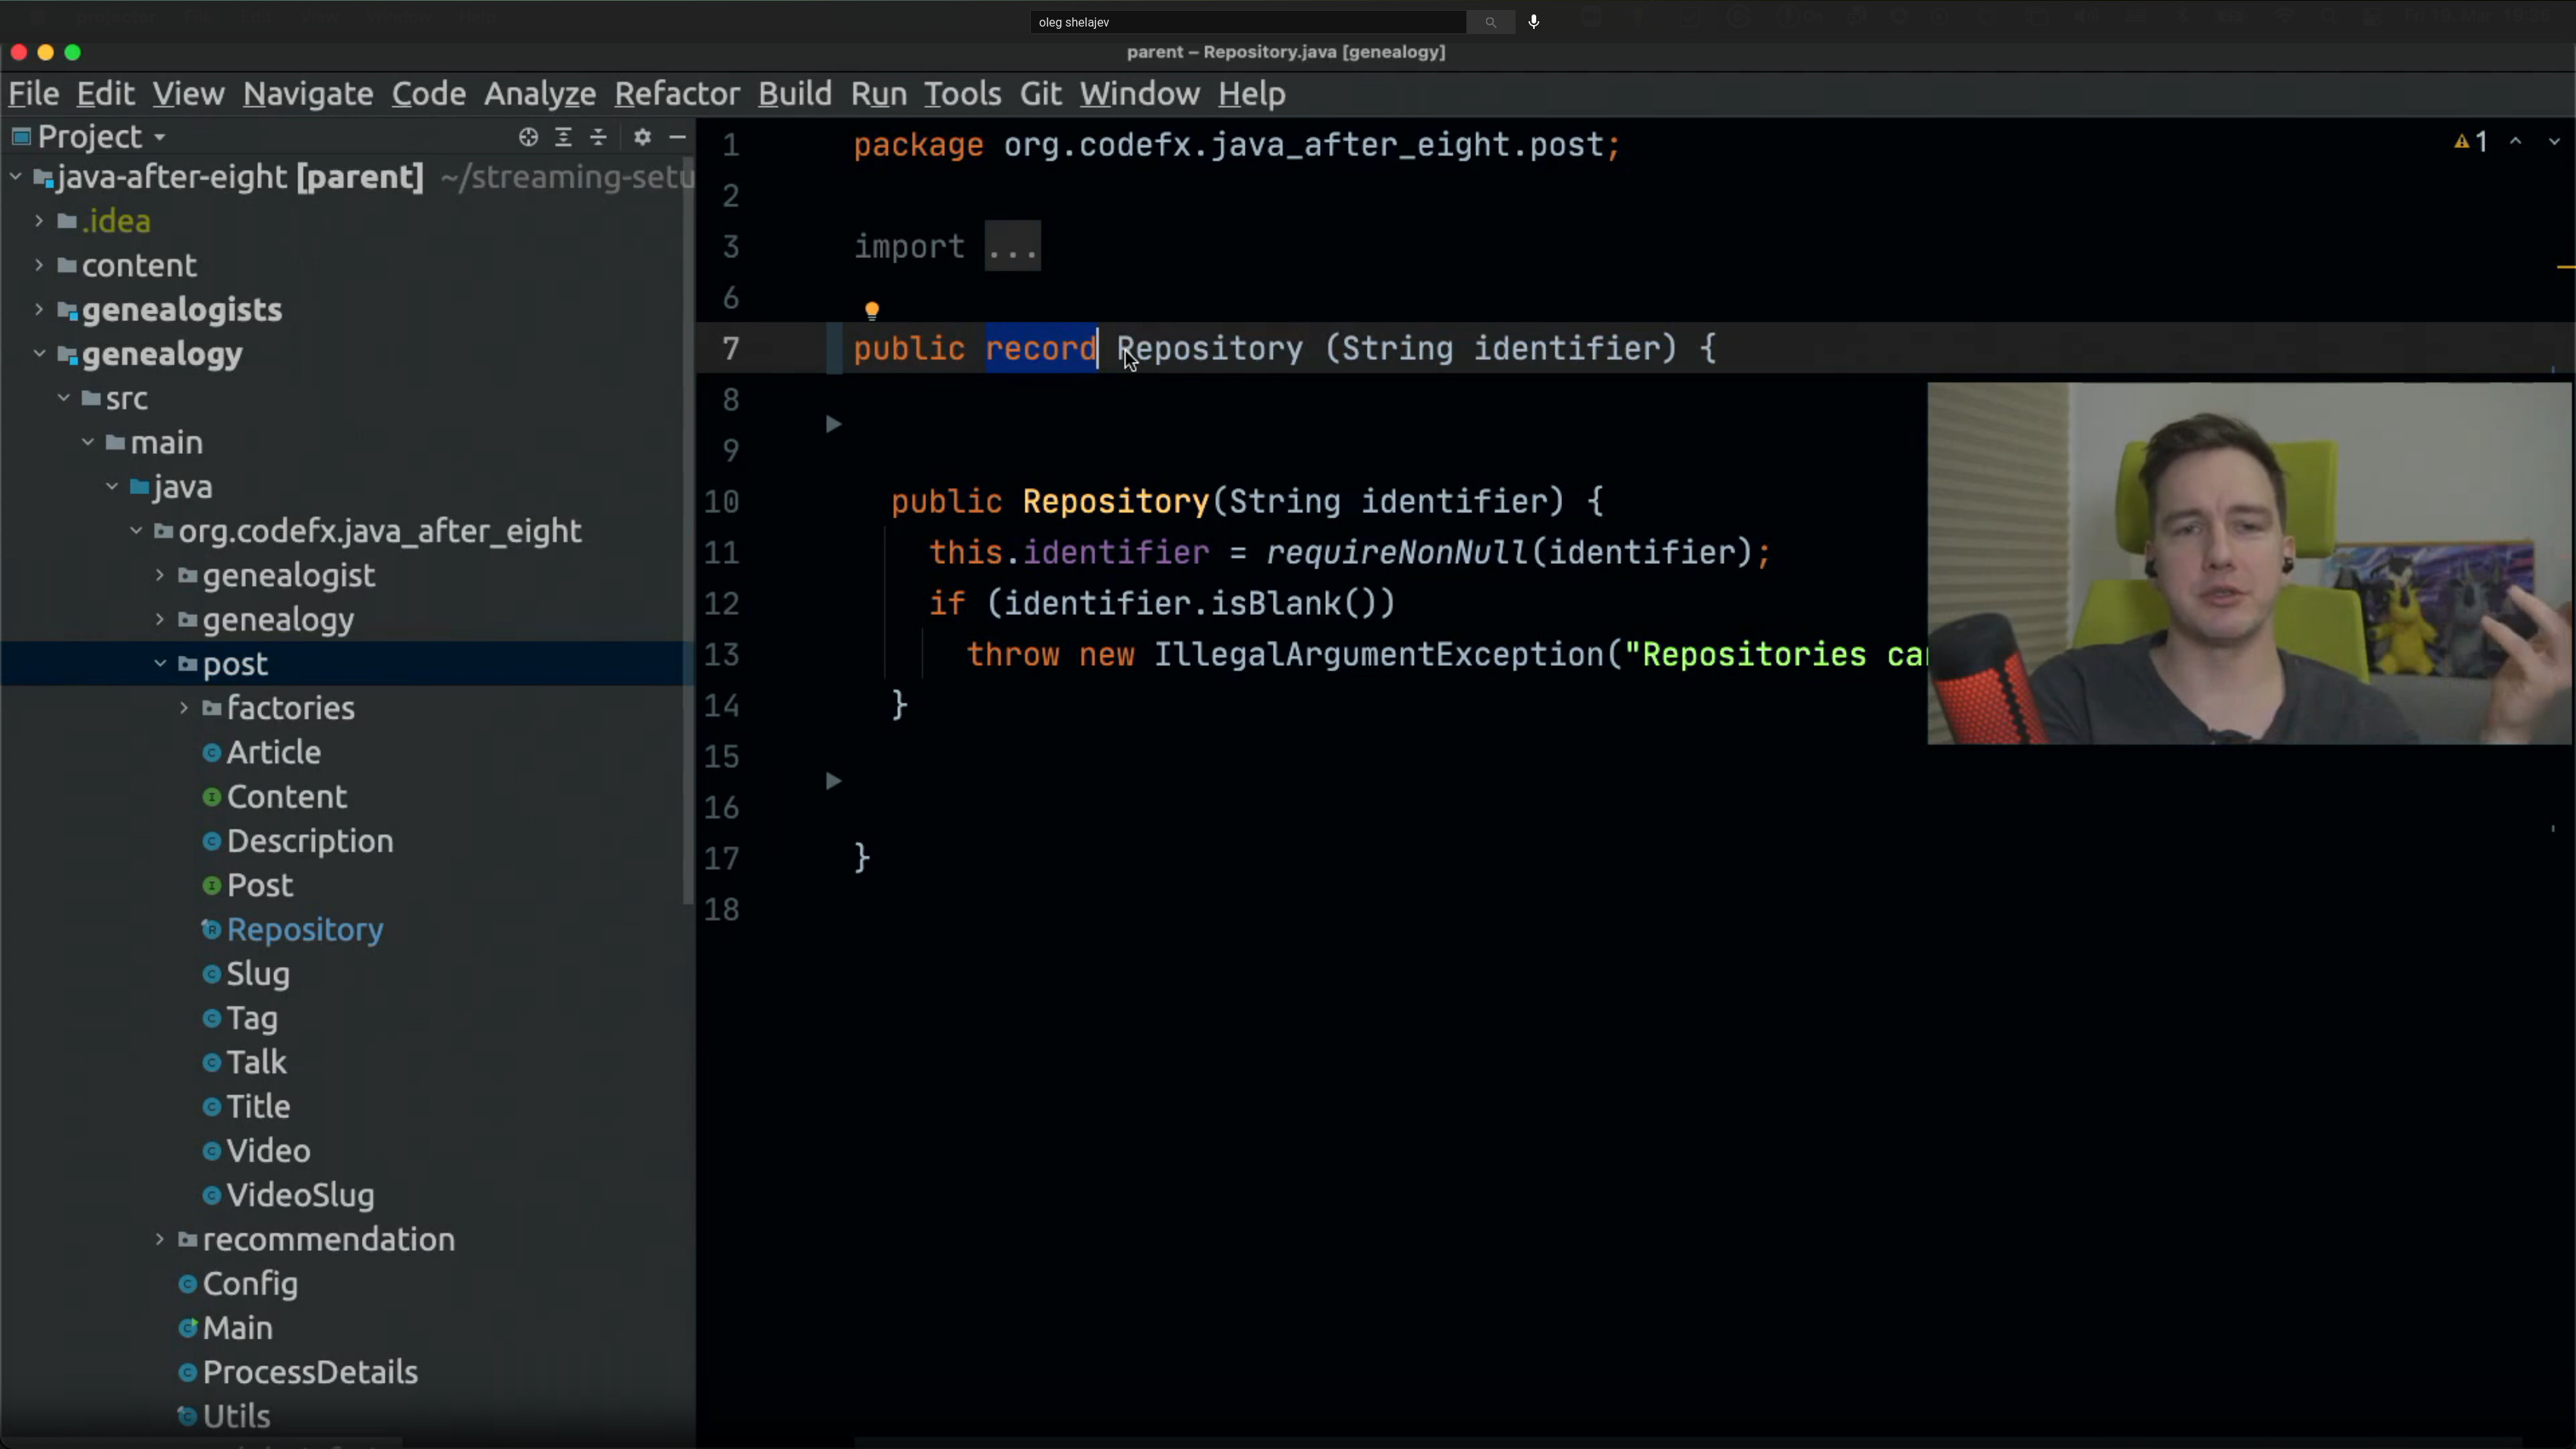 oleg shelajev
parent – Repository.java [genealogy]
File Edit View Navigate Code Analyze Refactor Build Run Tools Git Window Help
Project
java-after-eight [parent] ~/streaming-setu
.idea
content
genealogists
genealogy
src
main
java
org.codefx.java_after_eight
genealogist
genealogy
post
factories
Article
Content
Description
Post
Repository
Slug
Tag
Talk
Title
Video
VideoSlug
recommendation
Config
Main
ProcessDetails
Utils
1 package org.codefx.java_after_eight.post;
1
2
3 import ...
6
7 public record Repository (String identifier) {
8
9
10 public Repository(String identifier) {
11 this.identifier = requireNonNull(identifier);
12 if (identifier.isBlank())
13 throw new IllegalArgumentException("Repositories ca
14 }
15
16
17 }
18